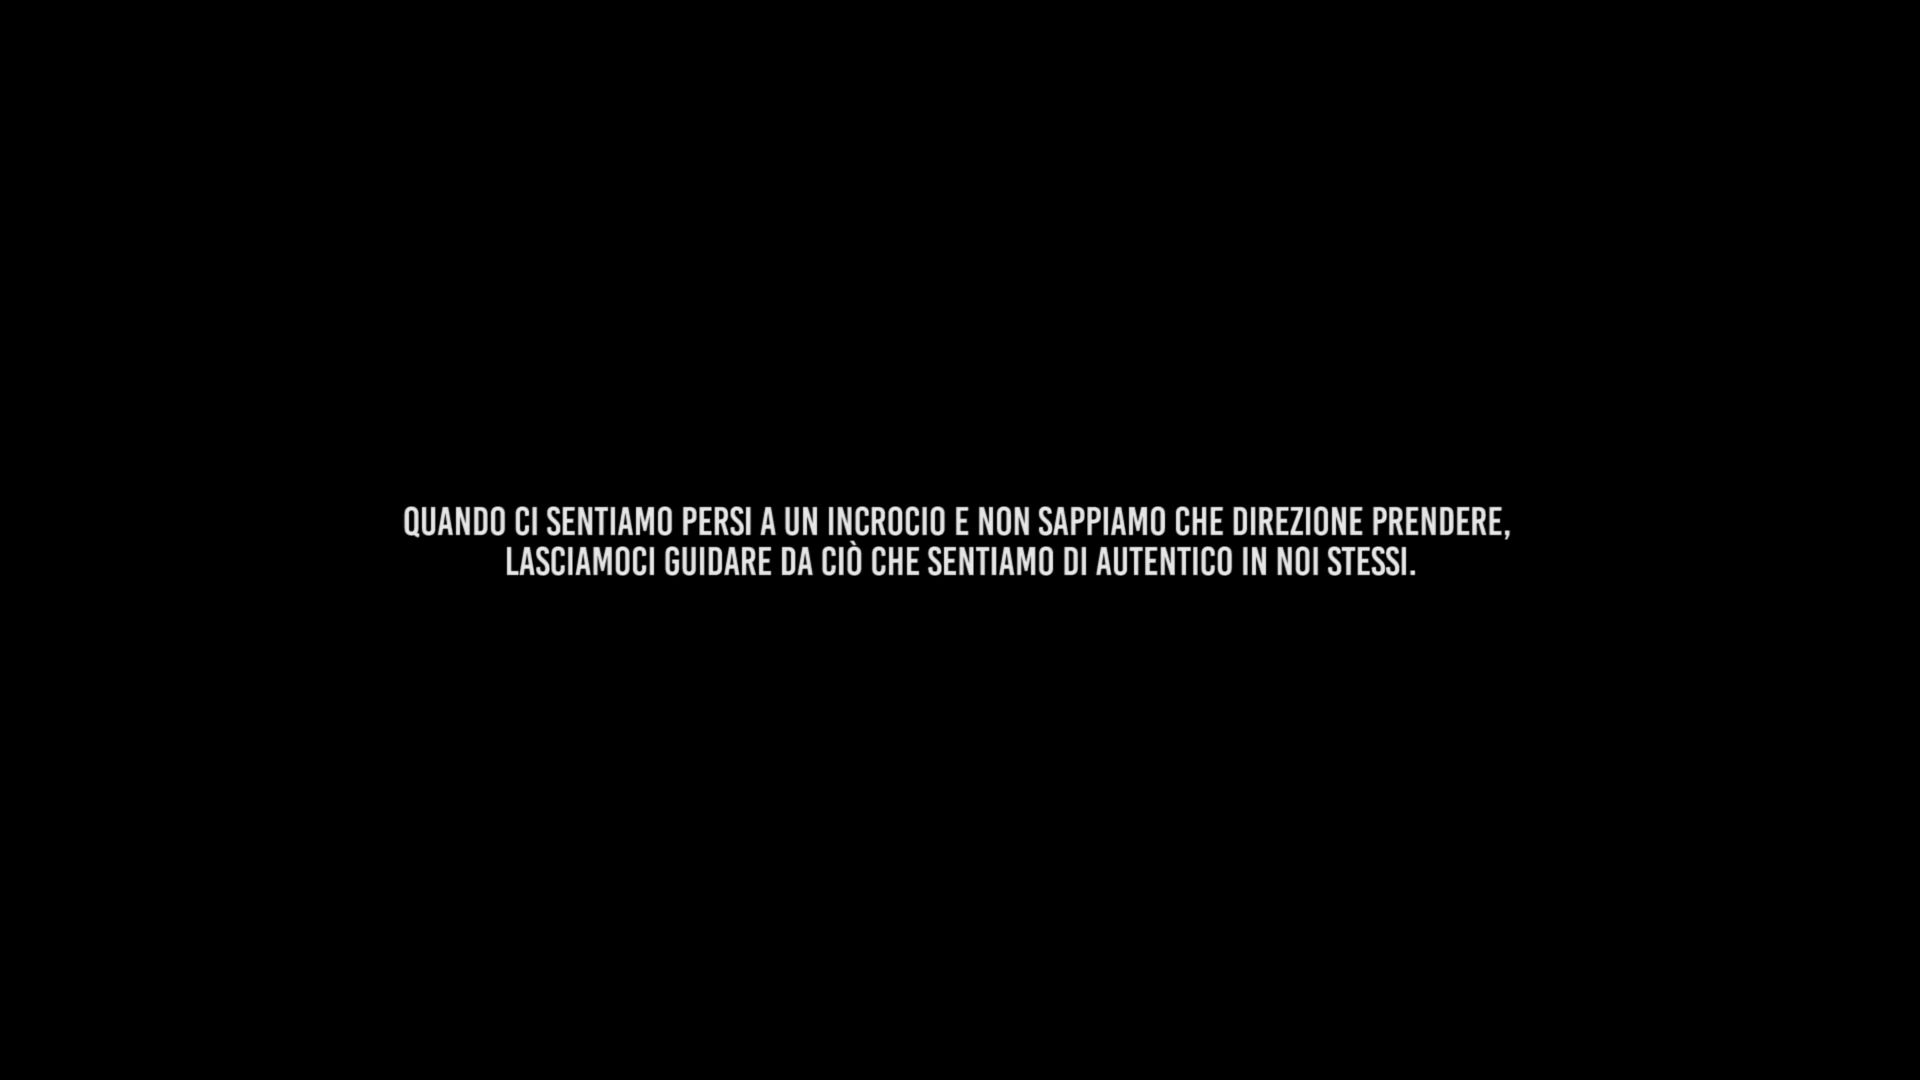 QUANDO CI SENTIAMO PERSI A UN INCROCIO E NON SAPPIAMO CHE DIREZIONE PRENDERE,
LASCIAMOCI GUIDARE DA CIÒ CHE SENTIAMO DI AUTENTICO IN NOI STESSI.